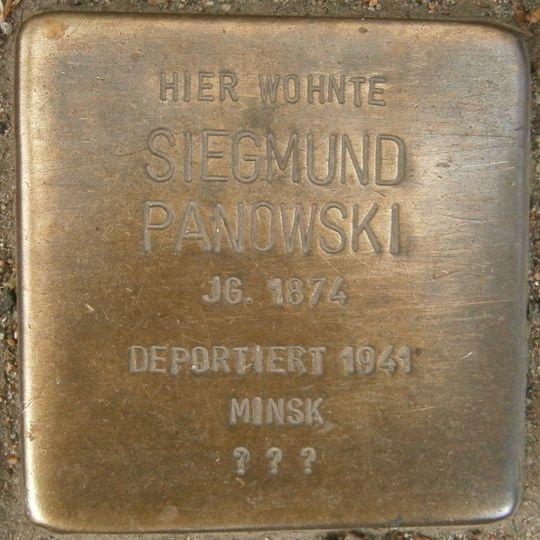 HIER WOHNTE
SIEGMUND
PANOWSKI
JG. 1874
DEPORTIERT 1941
MINSK
? ? ?